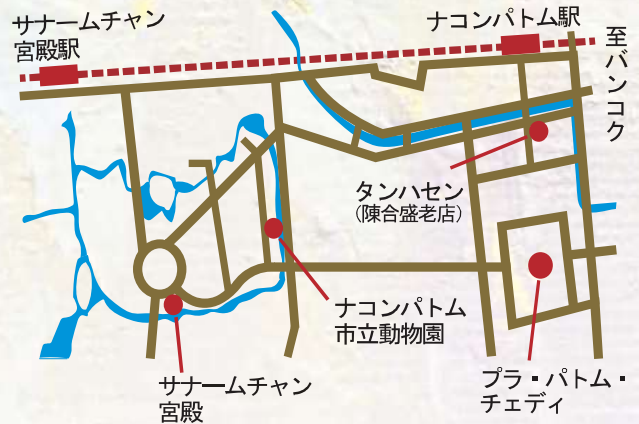 サナームチャン
宮殿駅
ナコンパトム駅
至バンコク
タンハセン
(陳合盛老店)
ナコンパトム
市立動物園
サナームチャン
宮殿
プラ・パトム・
チェディ